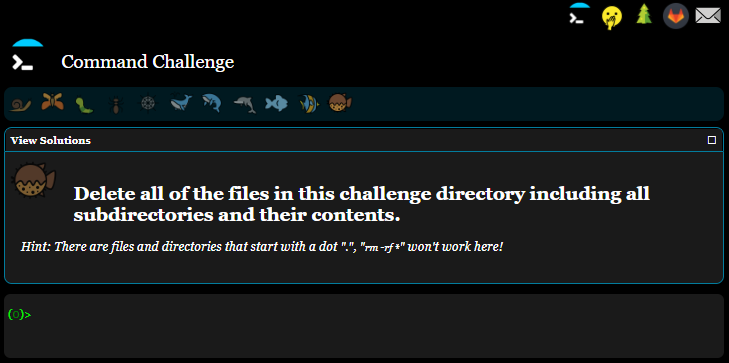 Command Challenge
View Solutions
Delete all of the files in this challenge directory including all
subdirectories and their contents.
Hint: There are files and directories that start with a dot ".", "rm -rf *" won't work here!
(0)>